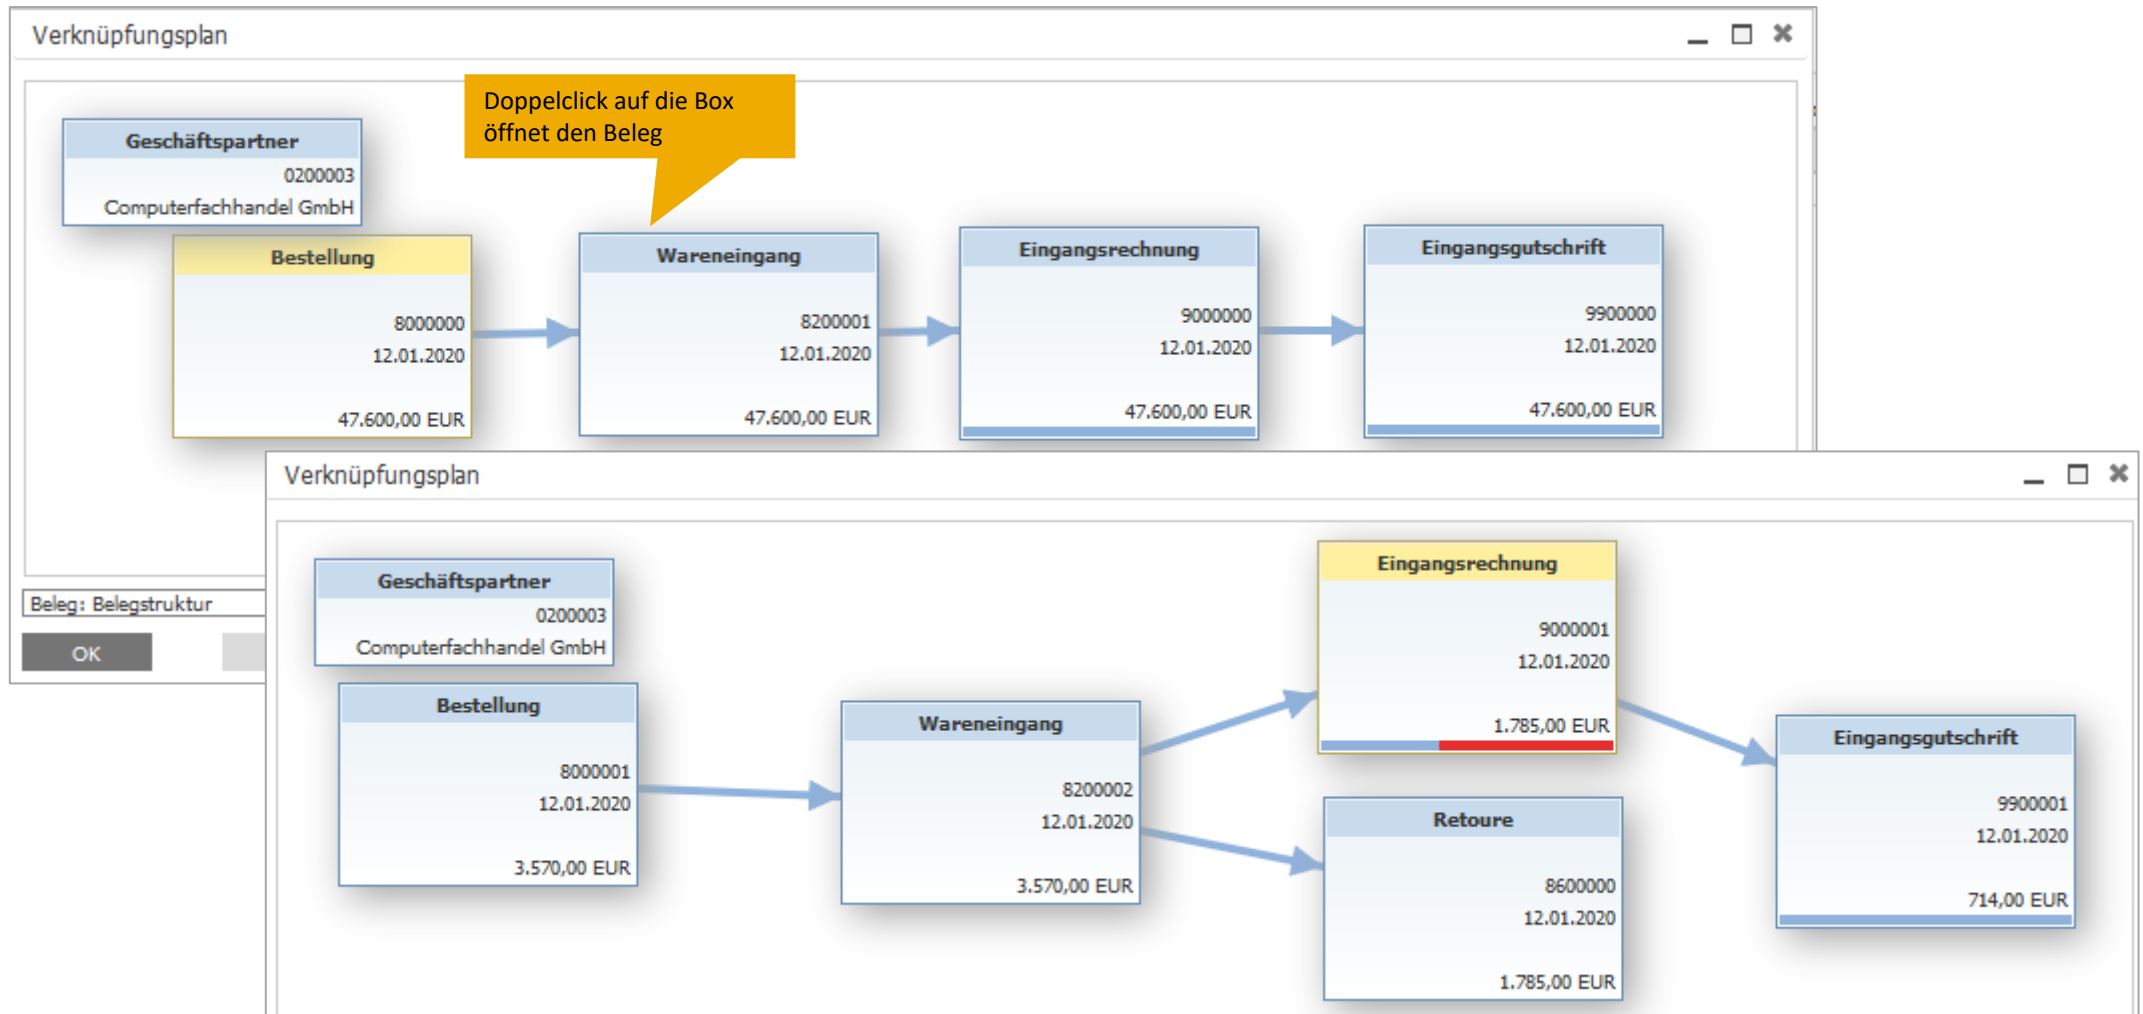 Verknüpfungsplan
Doppelclick auf die Box
öffnet den Beleg
Geschäftspartner
0200003
Computerfachhandel GmbH
Bestellung
8000000
12.01.2020
47.600,00 EUR
Wareneingang
8200001
12.01.2020
47.600,00 EUR
Eingangsrechnung
9000000
12.01.2020
47.600,00 EUR
Eingangsgutschrift
9900000
12.01.2020
47.600,00 EUR
Beleg: Belegstruktur
OK
Verknüpfungsplan
Geschäftspartner
0200003
Computerfachhandel GmbH
Bestellung
8000001
12.01.2020
3.570,00 EUR
Wareneingang
8200002
12.01.2020
3.570,00 EUR
Eingangsrechnung
9000001
12.01.2020
1.785,00 EUR
Retoure
8600000
12.01.2020
1.785,00 EUR
Eingangsgutschrift
9900001
12.01.2020
714,00 EUR